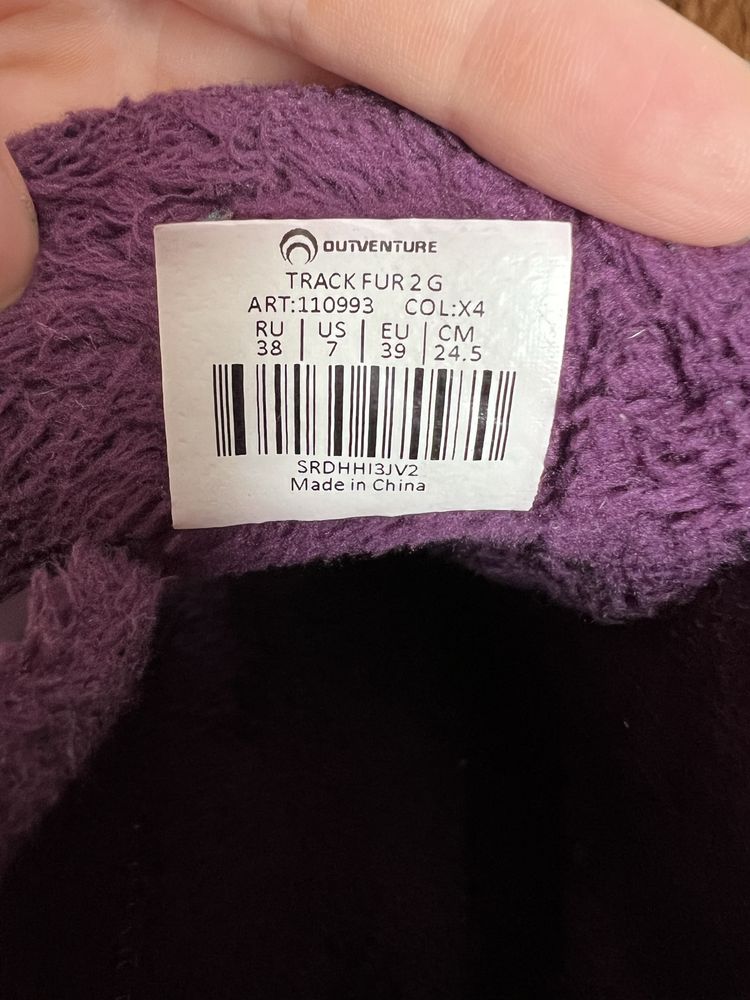 OUTVENTURE
TRACK FUR 2 G
ART:110993 COL:X4
RU US EU CM
38 7 39 24.5
SRDHHI3JV2
Made in China